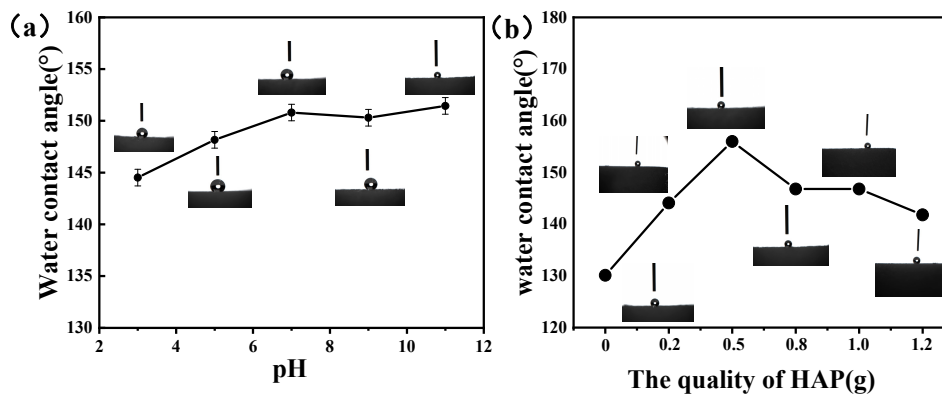 (a)
Water contact angle(°)
160
155
150
145
140
135
130
2 4 6 8 10 12
pH
(b)
water contact angle(°)
180
170
160
150
140
130
120
0 0.2 0.5 0.8 1.0 1.2
The quality of HAP(g)